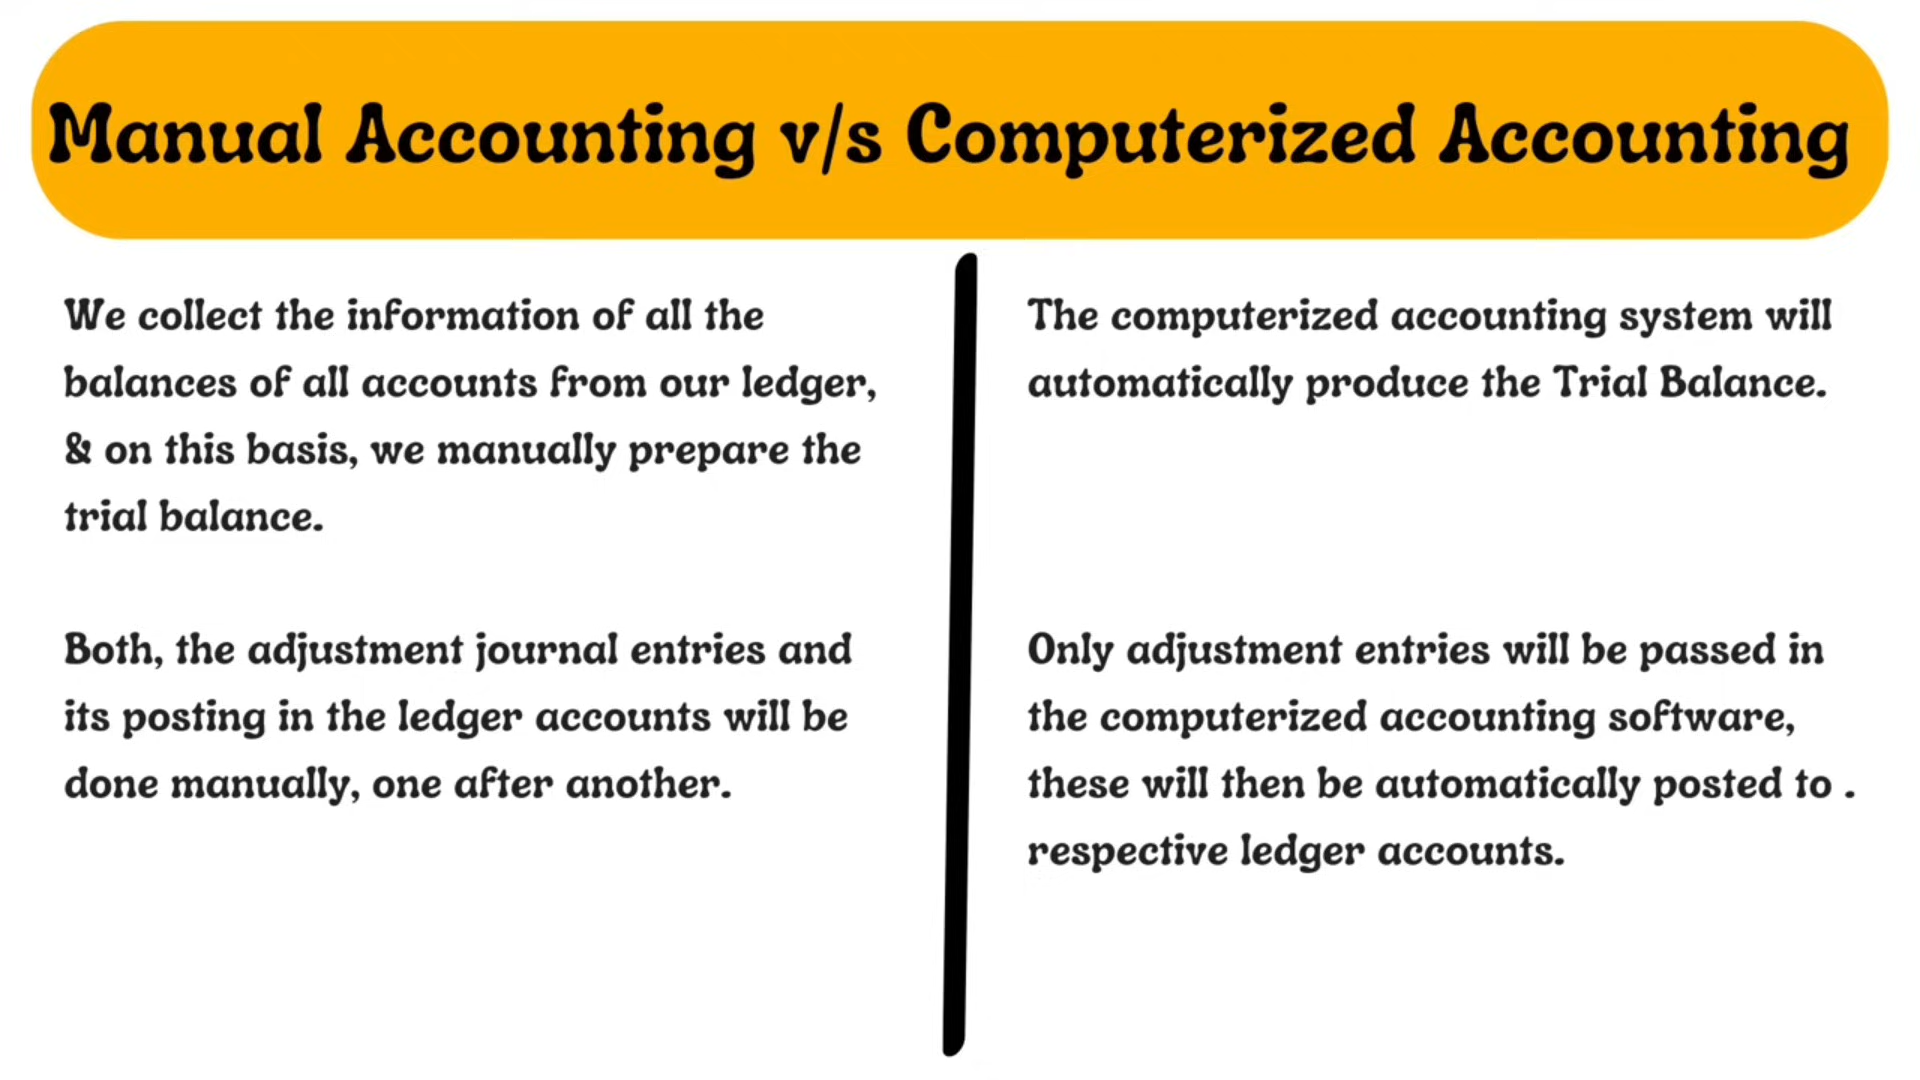 Manual Accounting v/s Computerized Accounting
We collect the information of all the
balances of all accounts from our ledger,
& on this basis, we manually prepare the
trial balance.
Both, the adjustment journal entries and
its posting in the ledger accounts will be
done manually, one after another.
The computerized accounting system will
automatically produce the Trial Balance.
Only adjustment entries will be passed in
the computerized accounting software,
these will then be automatically posted to .
respective ledger accounts.